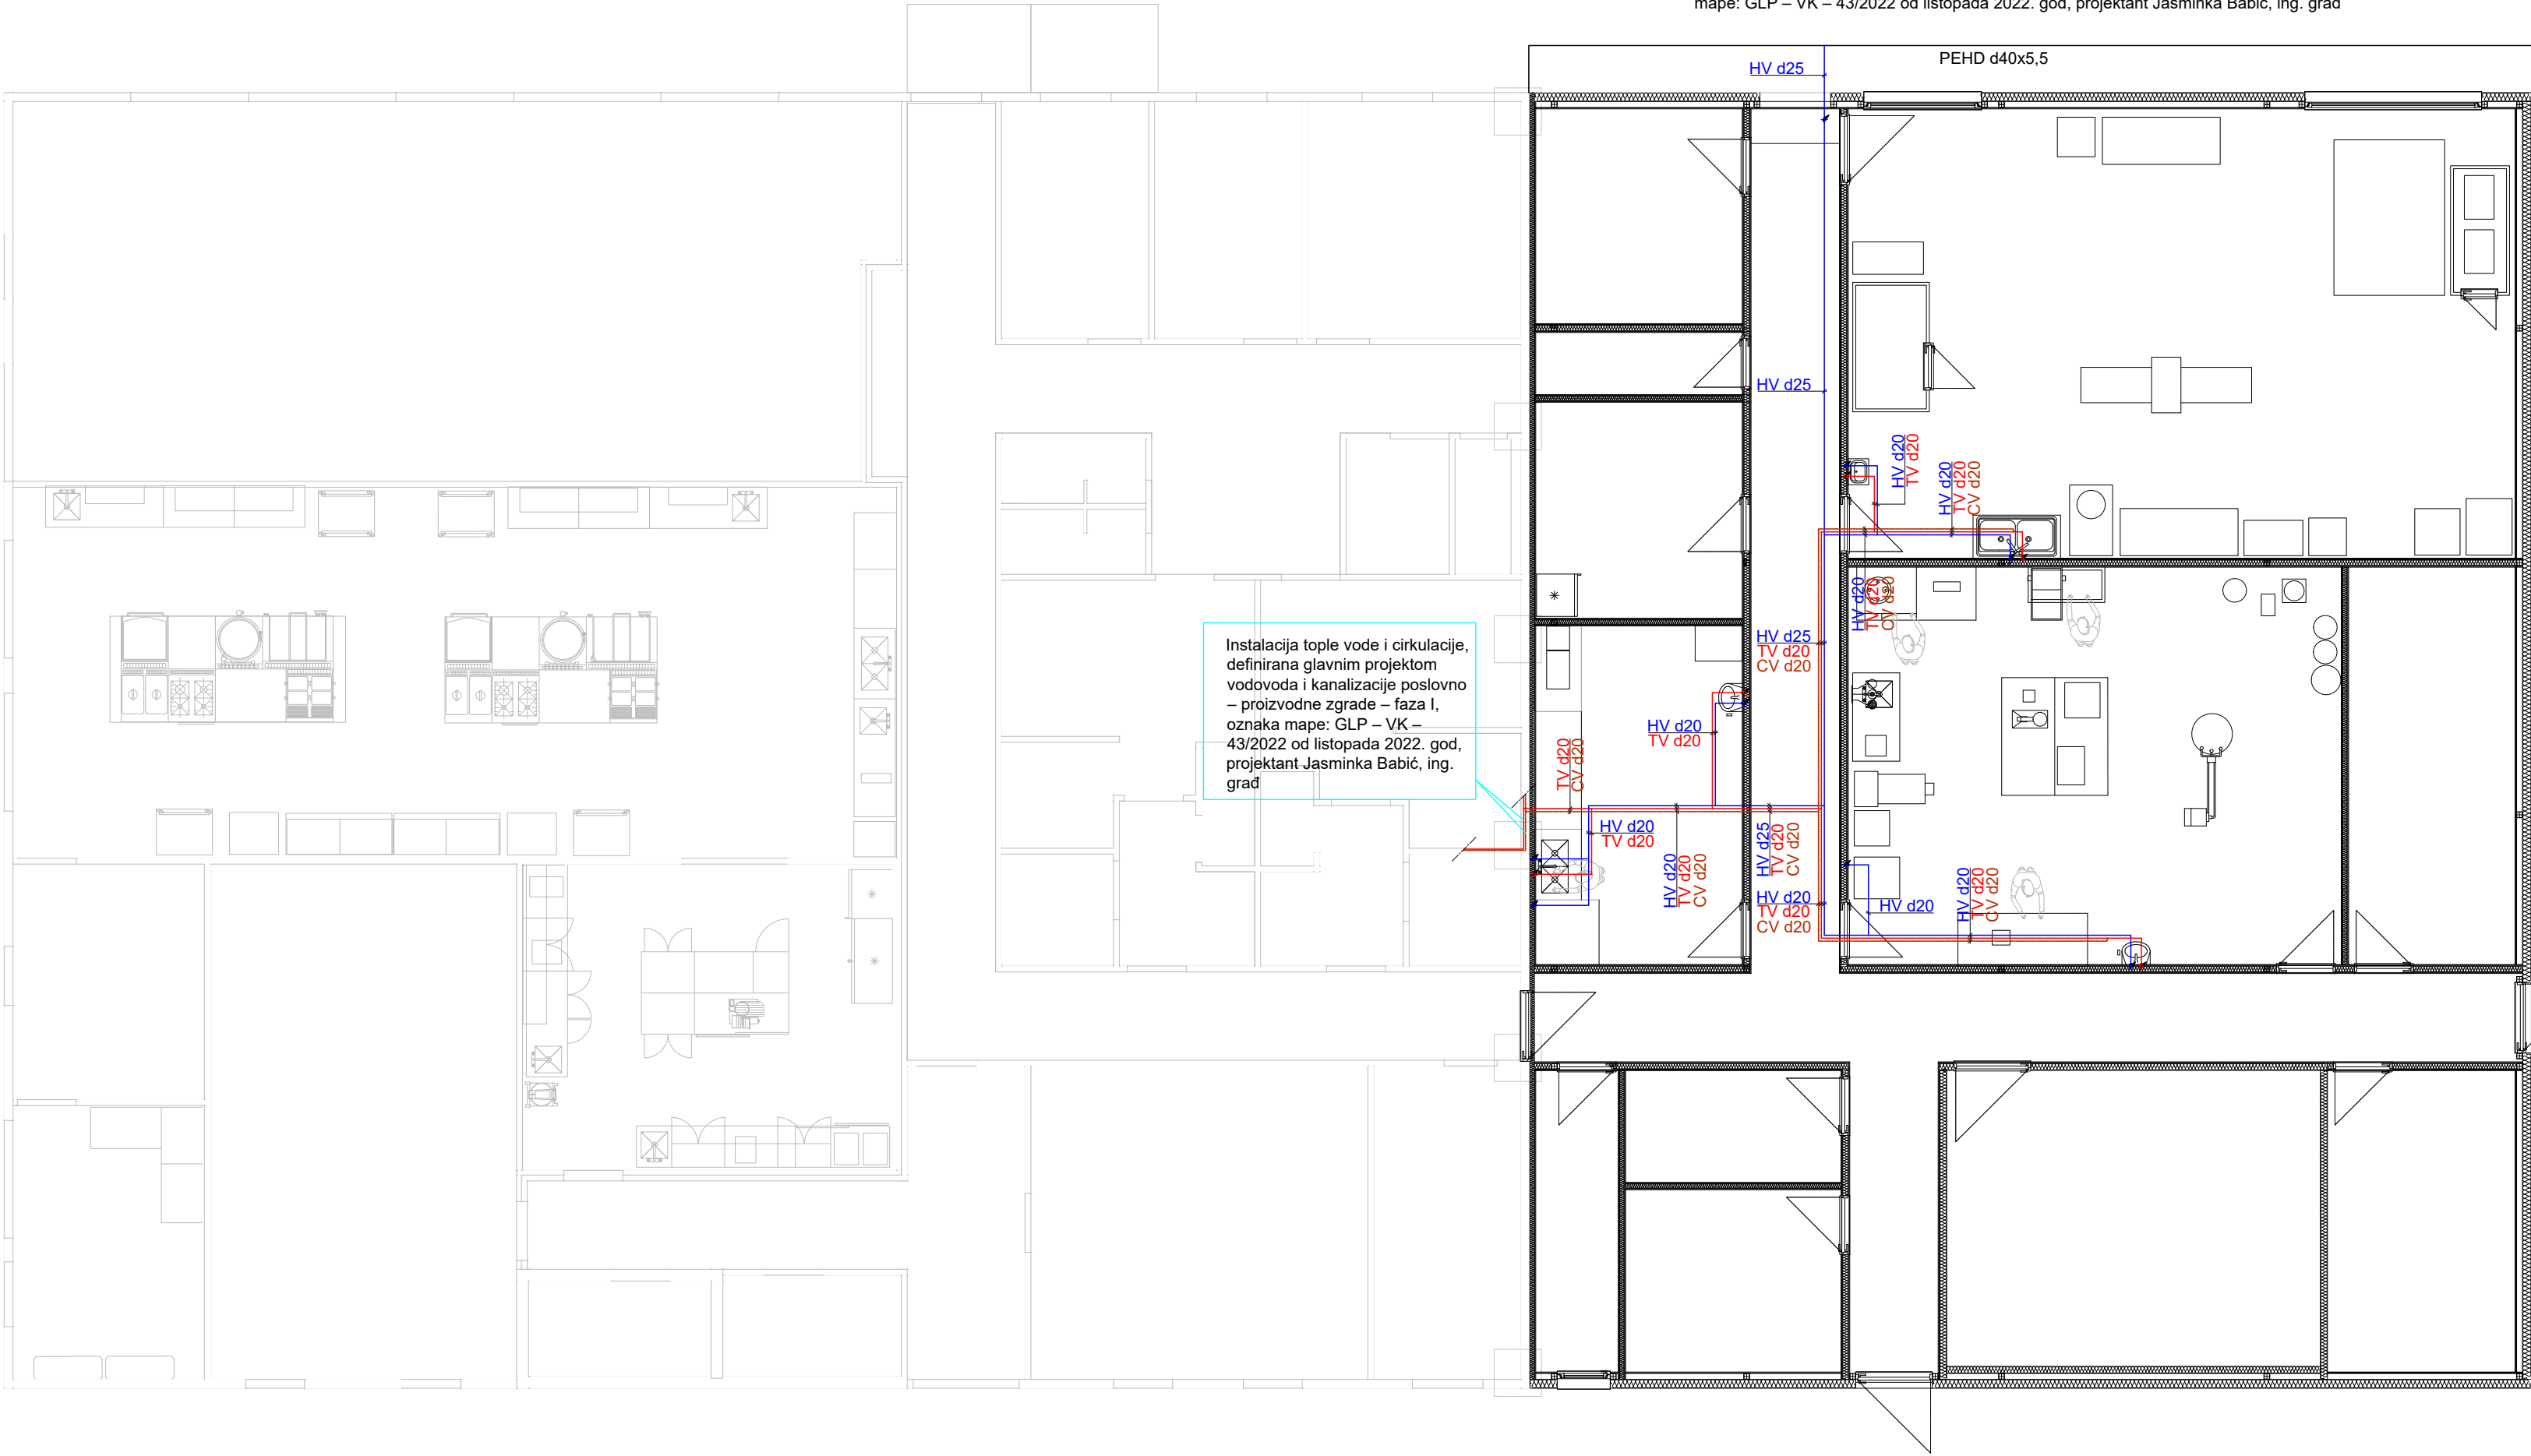 mape: GLP – VK – 43/2022 od listopada 2022. god, projektant Jasminka Babić, ing. građ
PEHD d40x5,5
HV d25
HV d25
HV d20
TV d20
HV d20
TV d20
CV d20
HV d20
TV d20
CV d20
HV d25
TV d20
CV d20
Instalacija tople vode i cirkulacije,
definirana glavnim projektom
vodovoda i kanalizacije poslovno
– proizvodne zgrade – faza I,
oznaka mape: GLP – VK –
43/2022 od listopada 2022. god,
projektant Jasminka Babić, ing.
građ
HV d20
TV d20
TV d20
CV d20
HV d20
TV d20
HV d20
TV d20
CV d20
HV d25
TV d20
CV d20
HV d20
TV d20
CV d20
HV d20
HV d20
TV d20
CV d20